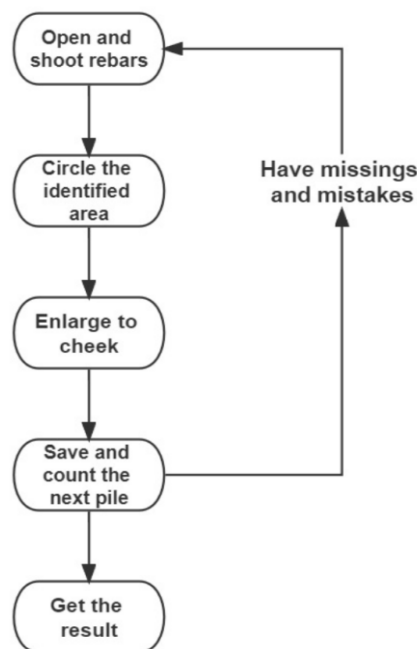 Open and
shoot rebars
Circle the
identified
area
Have missings
and mistakes
Enlarge to
cheek
Save and
count the
next pile
Get the
result